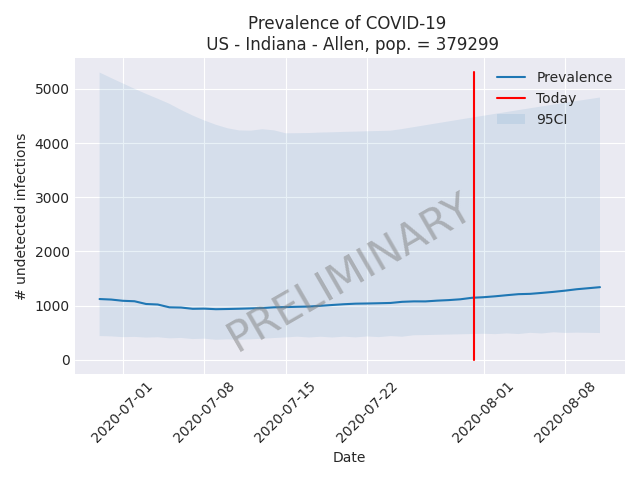 Prevalence of COVID-19
US - Indiana - Allen, pop. = 379299
Prevalence
Today
95CI
5000
4000
3000
2000
1000
0
# undetected infections
PRELIMINARY
2020-07-01
2020-07-08
2020-07-15
2020-07-22
2020-08-01
2020-08-08
Date